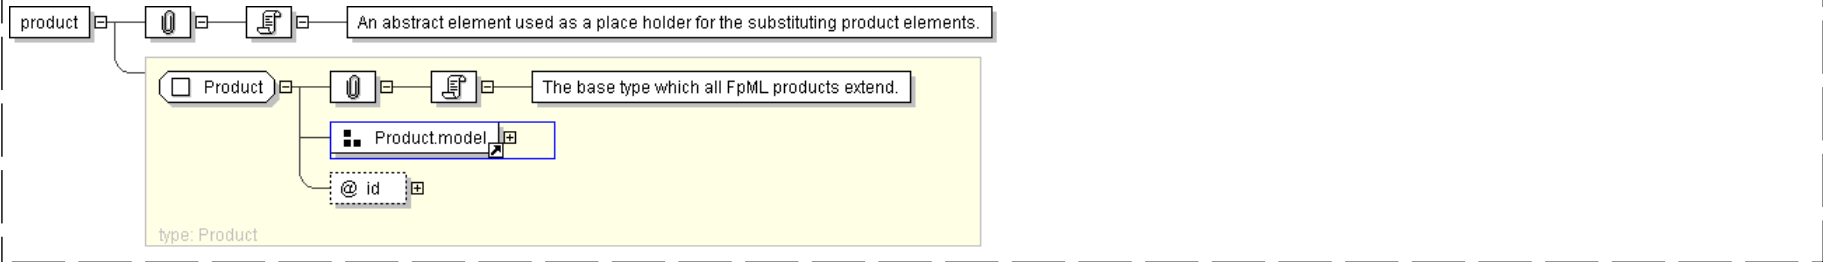 product
An abstract element used as a place holder for the substituting product elements.
Product
The base type which all FpML products extend.
Product.model
@ id
type: Product